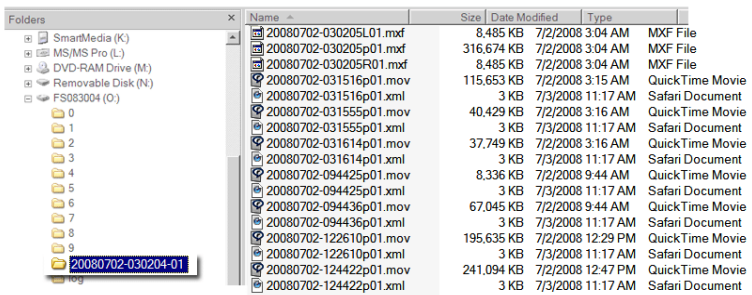 Folders ×
SmartMedia (K:)
MS/MS Pro (L:)
DVD-RAM Drive (M:)
Removable Disk (N:)
FS083004 (O:)
0
1
2
3
4
5
6
7
8
9
20080702-030204-01
log
Name Size Date Modified Type
20080702-030205L01.mxf 8,485 KB 7/2/2008 3:04 AM MXF File
20080702-030205p01.mxf 316,674 KB 7/2/2008 3:04 AM MXF File
20080702-030205R01.mxf 8,485 KB 7/2/2008 3:04 AM MXF File
20080702-031516p01.mov 115,653 KB 7/2/2008 3:15 AM QuickTime Movie
20080702-031516p01.xml 3 KB 7/3/2008 11:17 AM Safari Document
20080702-031555p01.mov 40,429 KB 7/2/2008 3:16 AM QuickTime Movie
20080702-031555p01.xml 3 KB 7/3/2008 11:17 AM Safari Document
20080702-031614p01.mov 37,749 KB 7/2/2008 3:16 AM QuickTime Movie
20080702-031614p01.xml 3 KB 7/3/2008 11:17 AM Safari Document
20080702-094425p01.mov 8,336 KB 7/2/2008 9:44 AM QuickTime Movie
20080702-094425p01.xml 3 KB 7/3/2008 11:17 AM Safari Document
20080702-094436p01.mov 67,045 KB 7/2/2008 9:44 AM QuickTime Movie
20080702-094436p01.xml 3 KB 7/3/2008 11:17 AM Safari Document
20080702-122610p01.mov 195,635 KB 7/2/2008 12:29 PM QuickTime Movie
20080702-122610p01.xml 3 KB 7/3/2008 11:17 AM Safari Document
20080702-124422p01.mov 241,094 KB 7/2/2008 12:47 PM QuickTime Movie
20080702-124422p01.xml 3 KB 7/3/2008 11:17 AM Safari Document